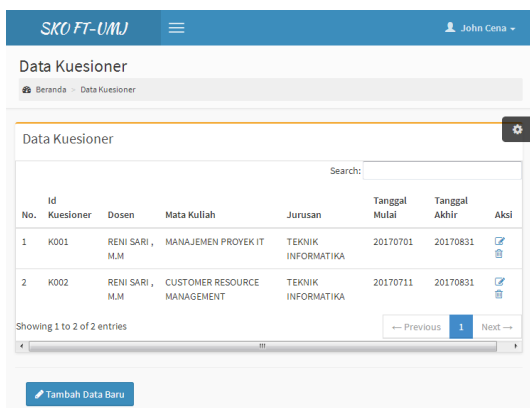 SKO FT-UMJ
John Cena
Data Kuesioner
Beranda > Data Kuesioner
Data Kuesioner
Search:
No. Id Kuesioner Dosen Mata Kuliah Jurusan Tanggal Mulai Tanggal Akhir Aksi
1 K001 RENI SARI , M.M MANAJEMEN PROYEK IT TEKNIK INFORMATIKA 20170701 20170831
2 K002 RENI SARI , M.M CUSTOMER RESOURCE MANAGEMENT TEKNIK INFORMATIKA 20170711 20170831
Showing 1 to 2 of 2 entries
← Previous 1 Next →
Tambah Data Baru